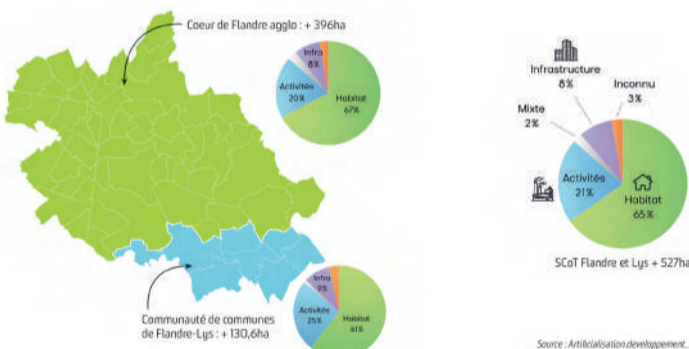 Coeur de Flandre agglo : + 396ha
Infra
8%
Activités
20%
Habitat
67%
Communauté de communes
de Flandre-Lys : + 130,6ha
Infra
9%
Activités
25%
Habitat
61%
Infrastructure
8%
Inconnu
3%
Mixte
2%
Activités
21%
Habitat
65%
SCoT Flandre et Lys + 527ha
Source : Artificialisation.developpement...